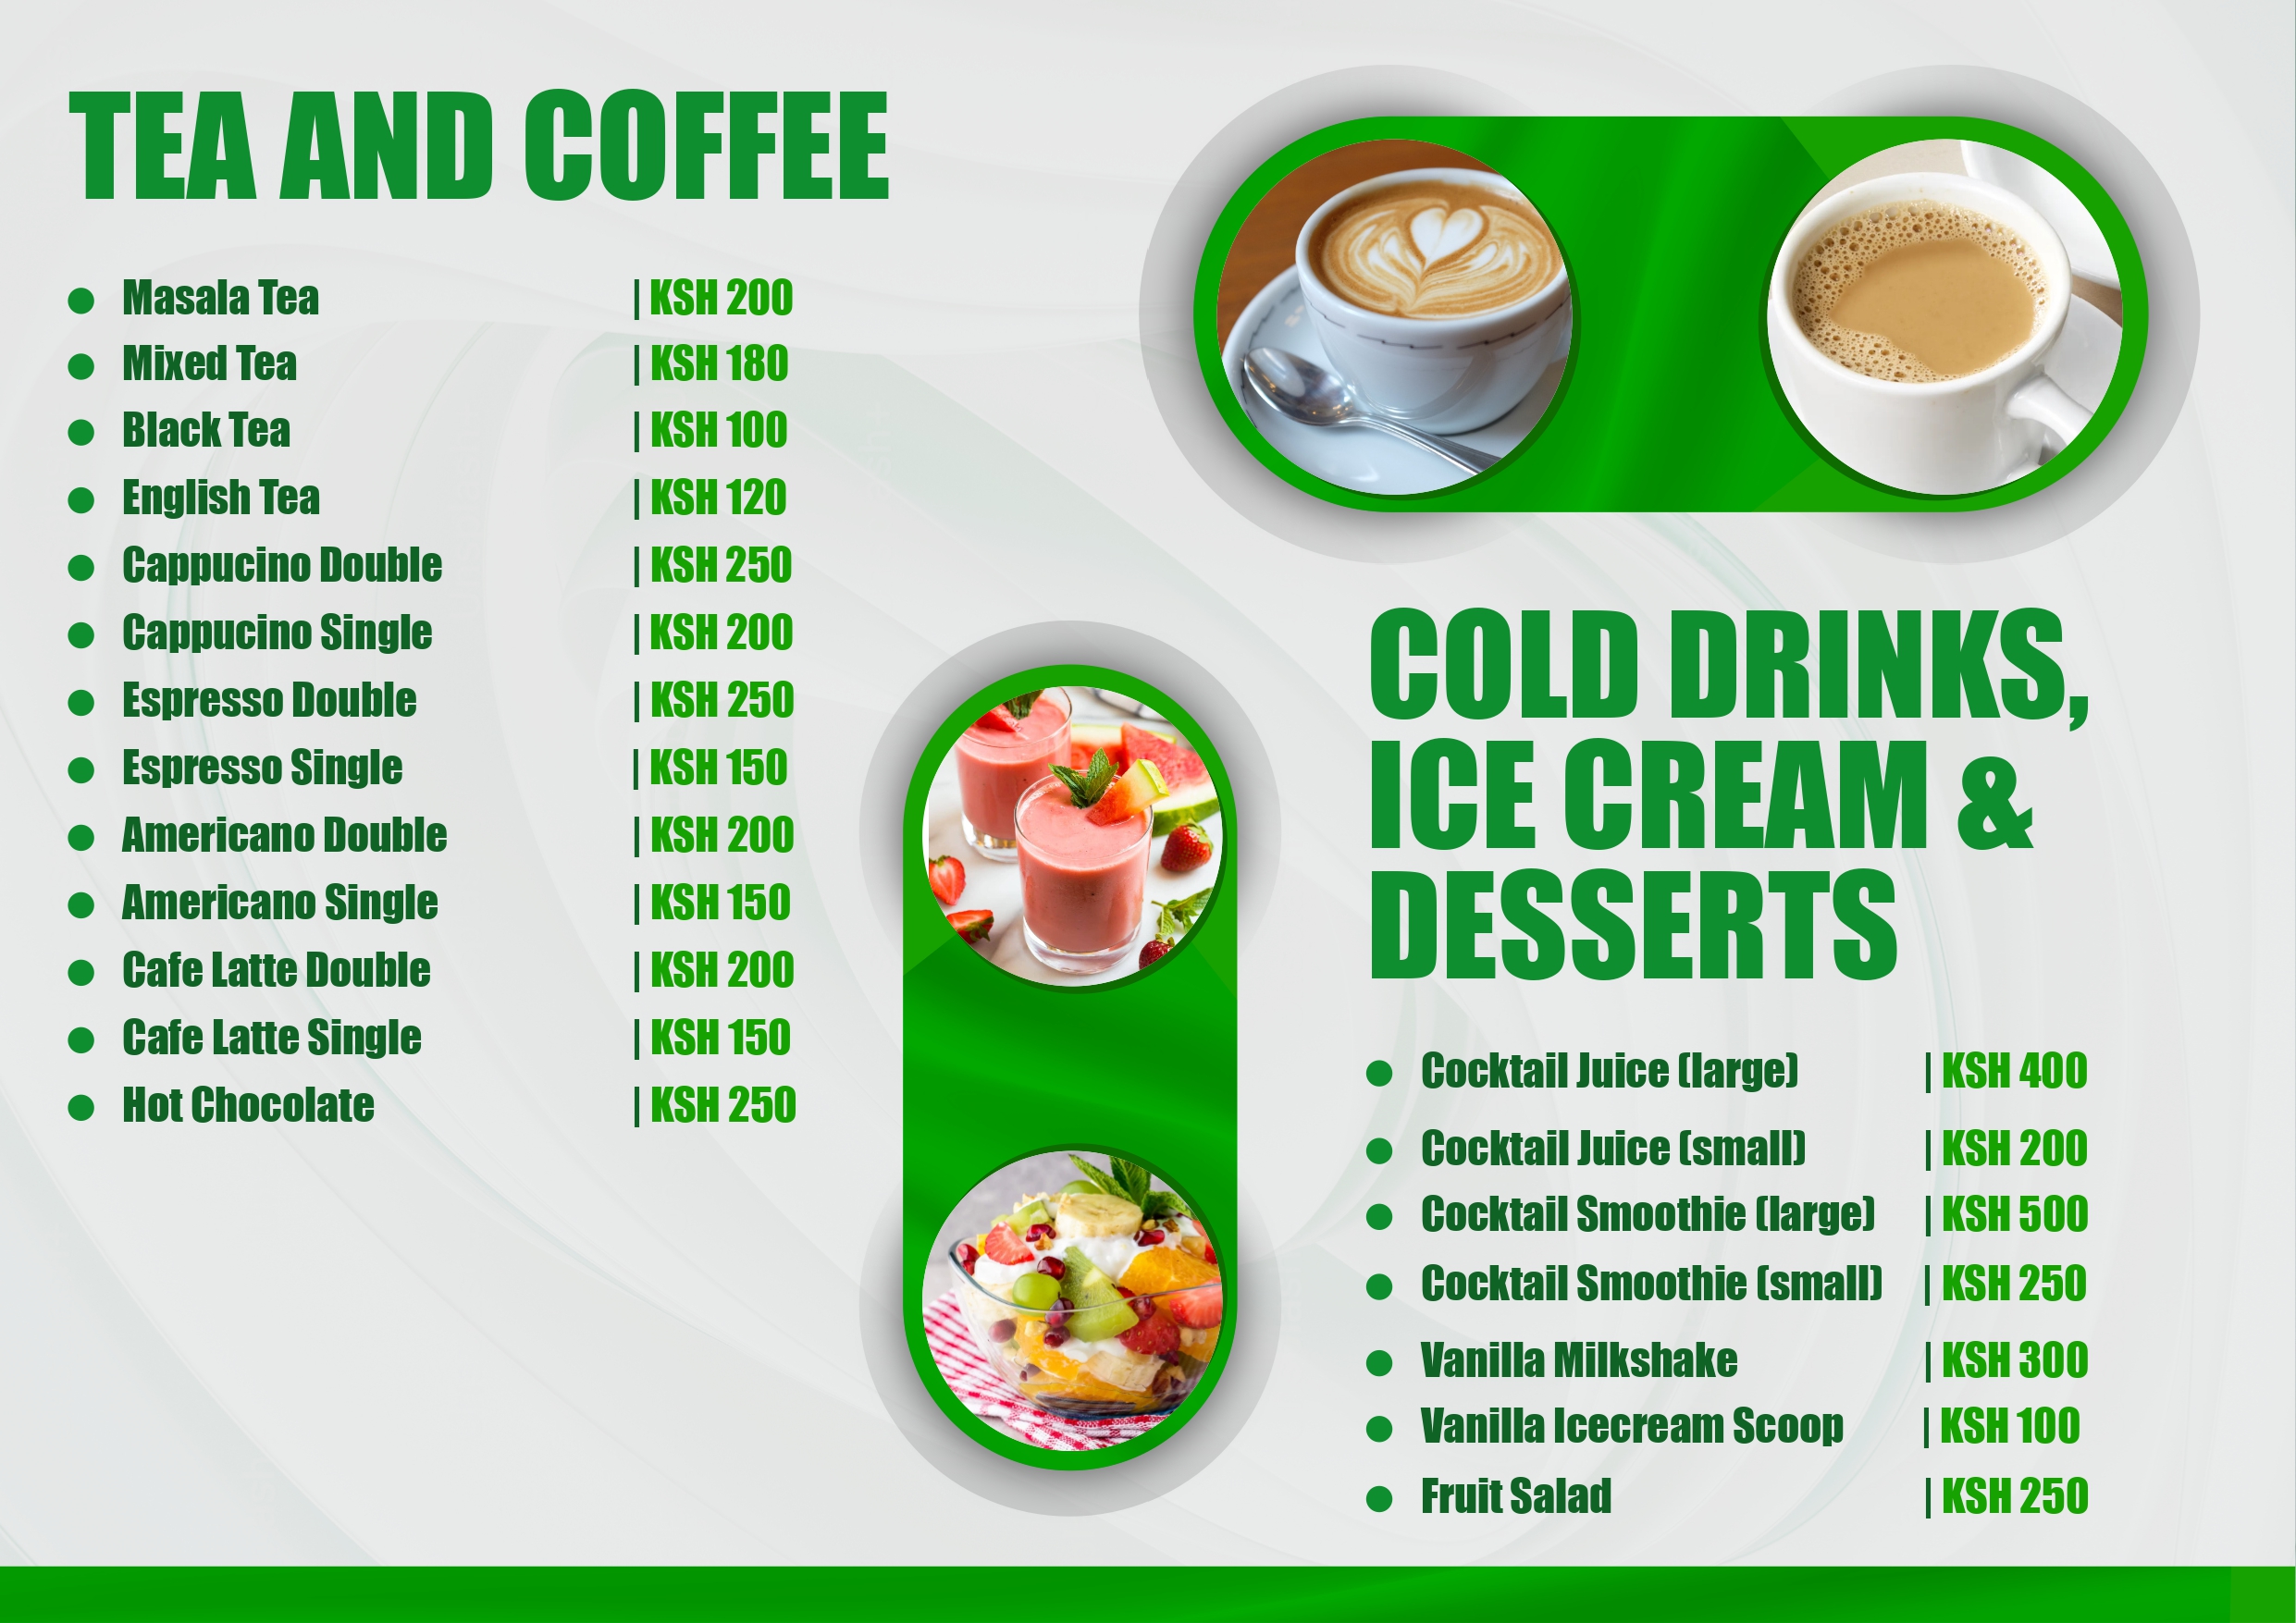 TEA AND COFFEE
Masala Tea | KSH 200
Mixed Tea | KSH 180
Black Tea | KSH 100
English Tea | KSH 120
Cappucino Double | KSH 250
Cappucino Single | KSH 200
Espresso Double | KSH 250
Espresso Single | KSH 150
Americano Double | KSH 200
Americano Single | KSH 150
Cafe Latte Double | KSH 200
Cafe Latte Single | KSH 150
Hot Chocolate | KSH 250
COLD DRINKS,
ICE CREAM &
DESSERTS
Cocktail Juice (large) | KSH 400
Cocktail Juice (small) | KSH 200
Cocktail Smoothie (large) | KSH 500
Cocktail Smoothie (small) | KSH 250
Vanilla Milkshake | KSH 300
Vanilla Icecream Scoop | KSH 100
Fruit Salad | KSH 250